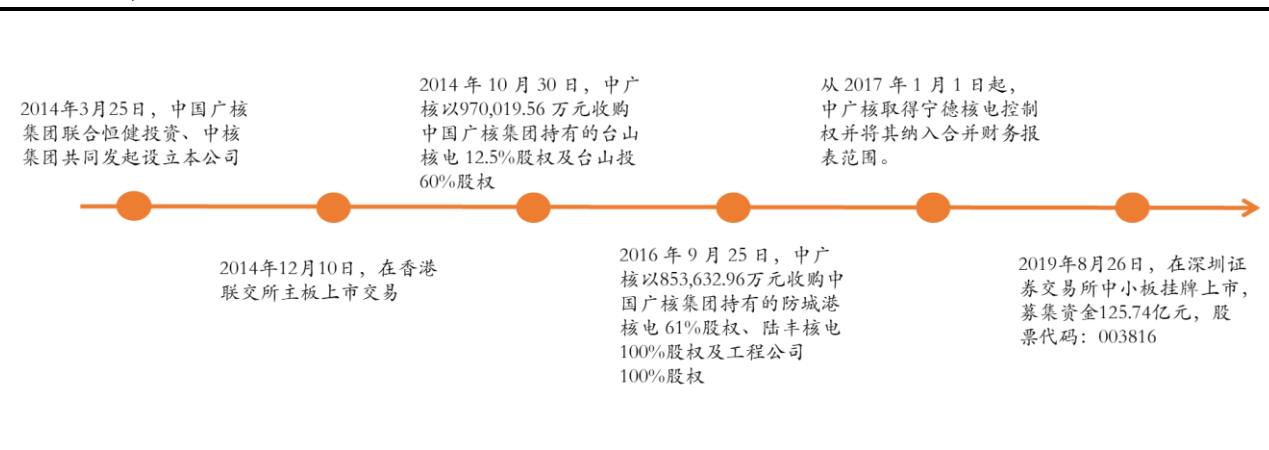 2014年3月25日，中国广核
集团联合恒健投资、中核
集团共同发起设立本公司
2014年12月10日，在香港
联交所主板上市交易
2014 年 10 月 30 日，中广
核以970,019.56 万元收购
中国广核集团持有的台山
核电 12.5%股权及台山投
60%股权
2016 年 9 月 25 日，中广
核以853,632.96万元收购中
国广核集团持有的防城港
核电 61%股权、陆丰核电
100%股权及工程公司
100%股权
从 2017 年 1 月 1 日起，
中广核取得宁德核电控制
权并将其纳入合并财务报
表范围。
2019年8月26日，在深圳证
券交易所中小板挂牌上市，
募集资金125.74亿元，股
票代码：003816